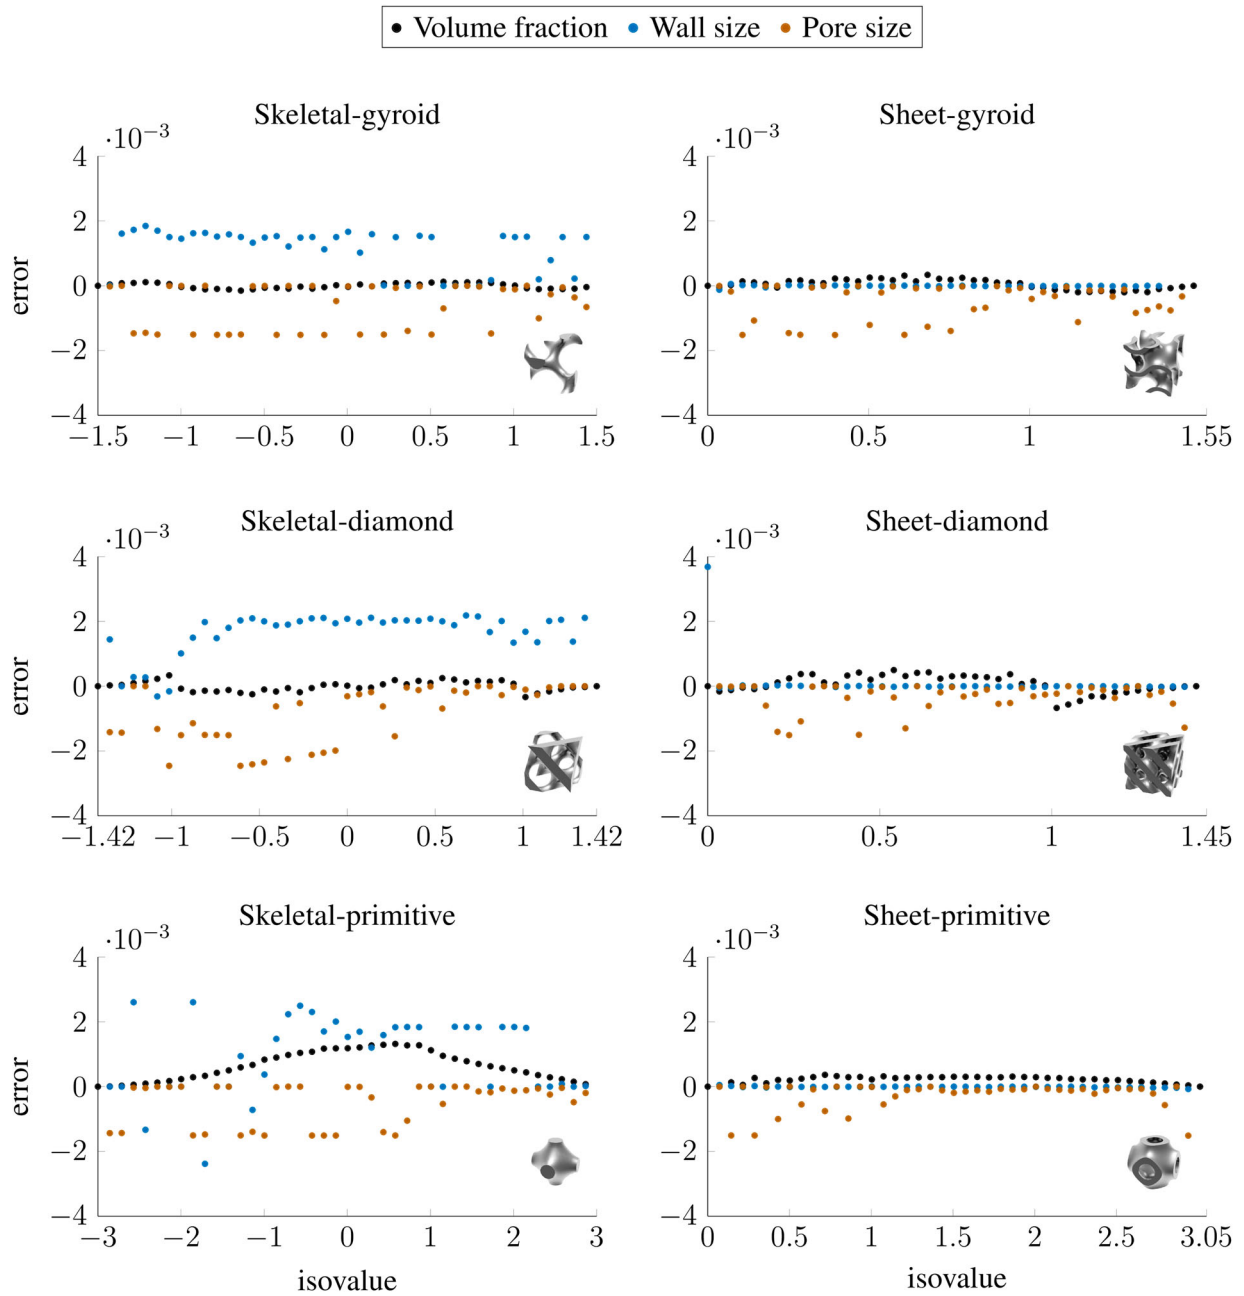 Volume fraction Wall size Pore size
Skeletal-gyroid
·10⁻³
4
2
0
−2
−4
error
−1.5 −1 −0.5 0 0.5 1 1.5
Sheet-gyroid
·10⁻³
4
2
0
−2
−4
0 0.5 1 1.55
Skeletal-diamond
·10⁻³
4
2
0
−2
−4
error
−1.42 −1 −0.5 0 0.5 1 1.42
Sheet-diamond
·10⁻³
4
2
0
−2
−4
0 0.5 1 1.45
Skeletal-primitive
·10⁻³
4
2
0
−2
−4
error
−3 −2 −1 0 1 2 3
isovalue
Sheet-primitive
·10⁻³
4
2
0
−2
−4
0 0.5 1 1.5 2 2.5 3.05
isovalue